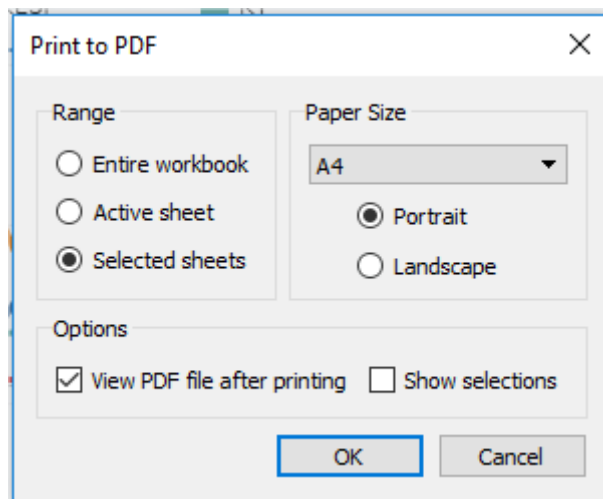 Print to PDF
Range
Entire workbook
Active sheet
Selected sheets
Paper Size
A4
Portrait
Landscape
Options
View PDF file after printing
Show selections
OK
Cancel